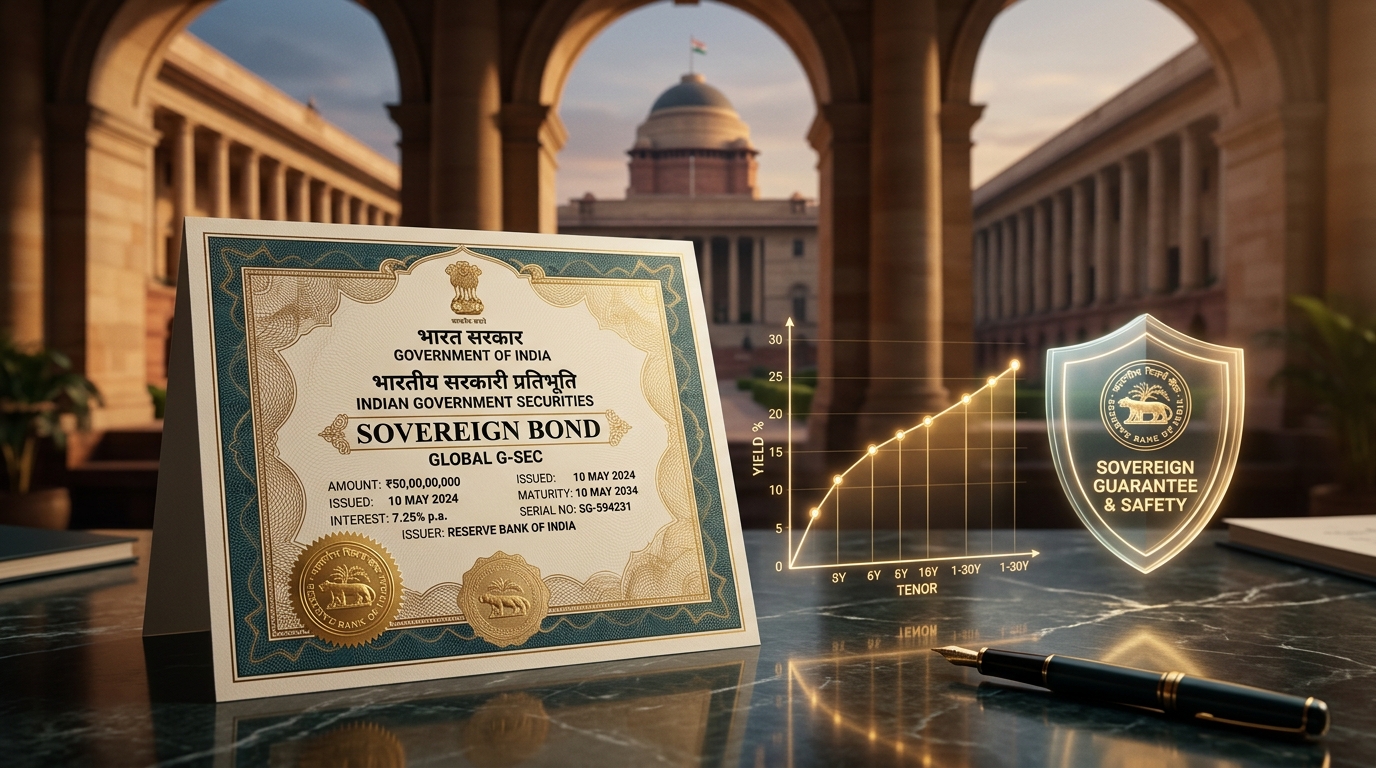 भारत सरकार
GOVERNMENT OF INDIA
भारतीय सरकारी प्रतिभूति
INDIAN GOVERNMENT SECURITIES
SOVEREIGN BOND
GLOBAL G-SEC
AMOUNT: ₹50,00,00,000
ISSUED: 10 MAY 2024
INTEREST: 7.25% p.a.
ISSUED: 10 MAY 2024
MATURITY: 10 MAY 2034
SERIAL NO: SG-594231
ISSUER: RESERVE BANK OF INDIA
YIELD %
30
25
20
15
10
5
0
3Y 6Y 6Y 16Y 1-30Y 1-30Y
TENOR
SOVEREIGN
GUARANTEE
& SAFETY